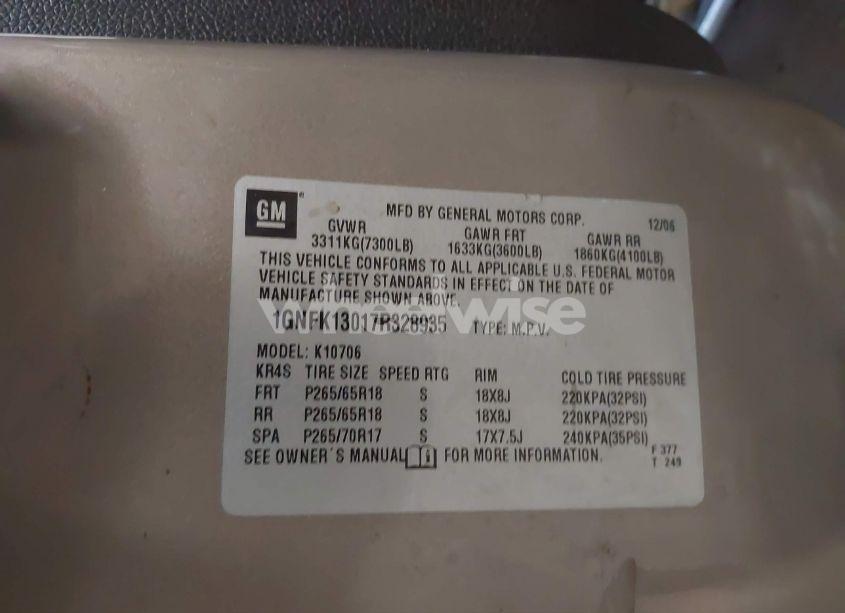 GM
MFD BY GENERAL MOTORS CORP. 12/06
GVWR GAWR FRT GAWR RR
3311KG(7300LB) 1633KG(3600LB) 1860KG(4100LB)
THIS VEHICLE CONFORMS TO ALL APPLICABLE U.S. FEDERAL MOTOR
VEHICLE SAFETY STANDARDS IN EFFECT ON THE DATE OF
MANUFACTURE SHOWN ABOVE.
1GNFK13017R328935 TYPE: M.P.V.
MODEL: K10706
KR4S TIRE SIZE SPEED RTG RIM COLD TIRE PRESSURE
FRT P265/65R18 S 18X8J 220KPA(32PSI)
RR P265/65R18 S 18X8J 220KPA(32PSI)
SPA P265/70R17 S 17X7.5J 240KPA(35PSI)
SEE OWNER'S MANUAL FOR MORE INFORMATION.
F 377
T 249